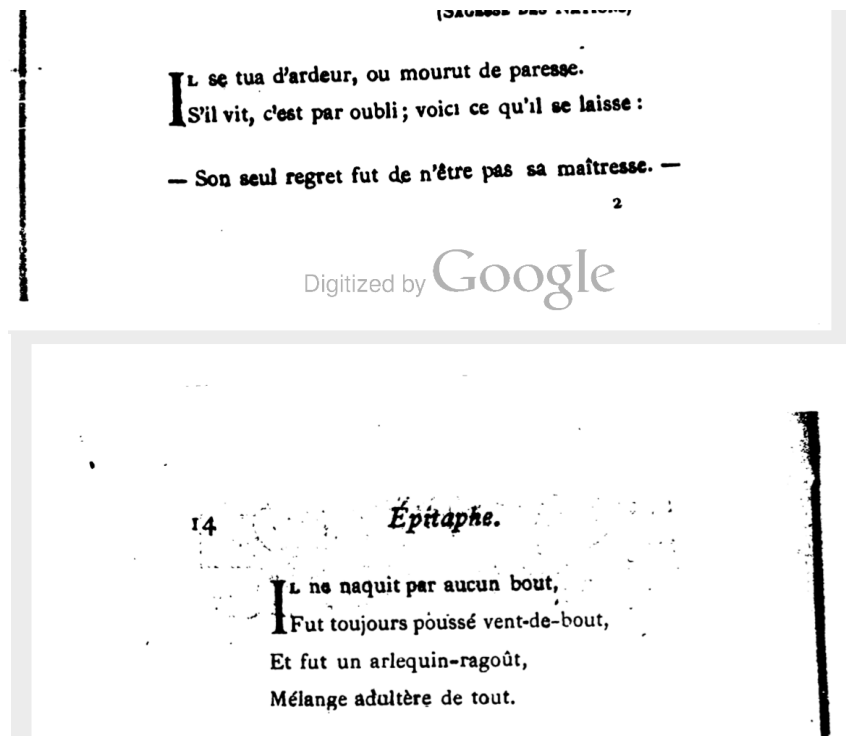 IL se tua d'ardeur, ou mourut de paresse.
S'il vit, c'est par oubli; voici ce qu'il se laisse :
— Son seul regret fut de n'être pas sa maîtresse. —
2
Digitized by Google
14 Épitaphe.
IL ne naquit par aucun bout,
Fut toujours poussé vent-de-bout,
Et fut un arlequin-ragoût,
Mélange adultère de tout.